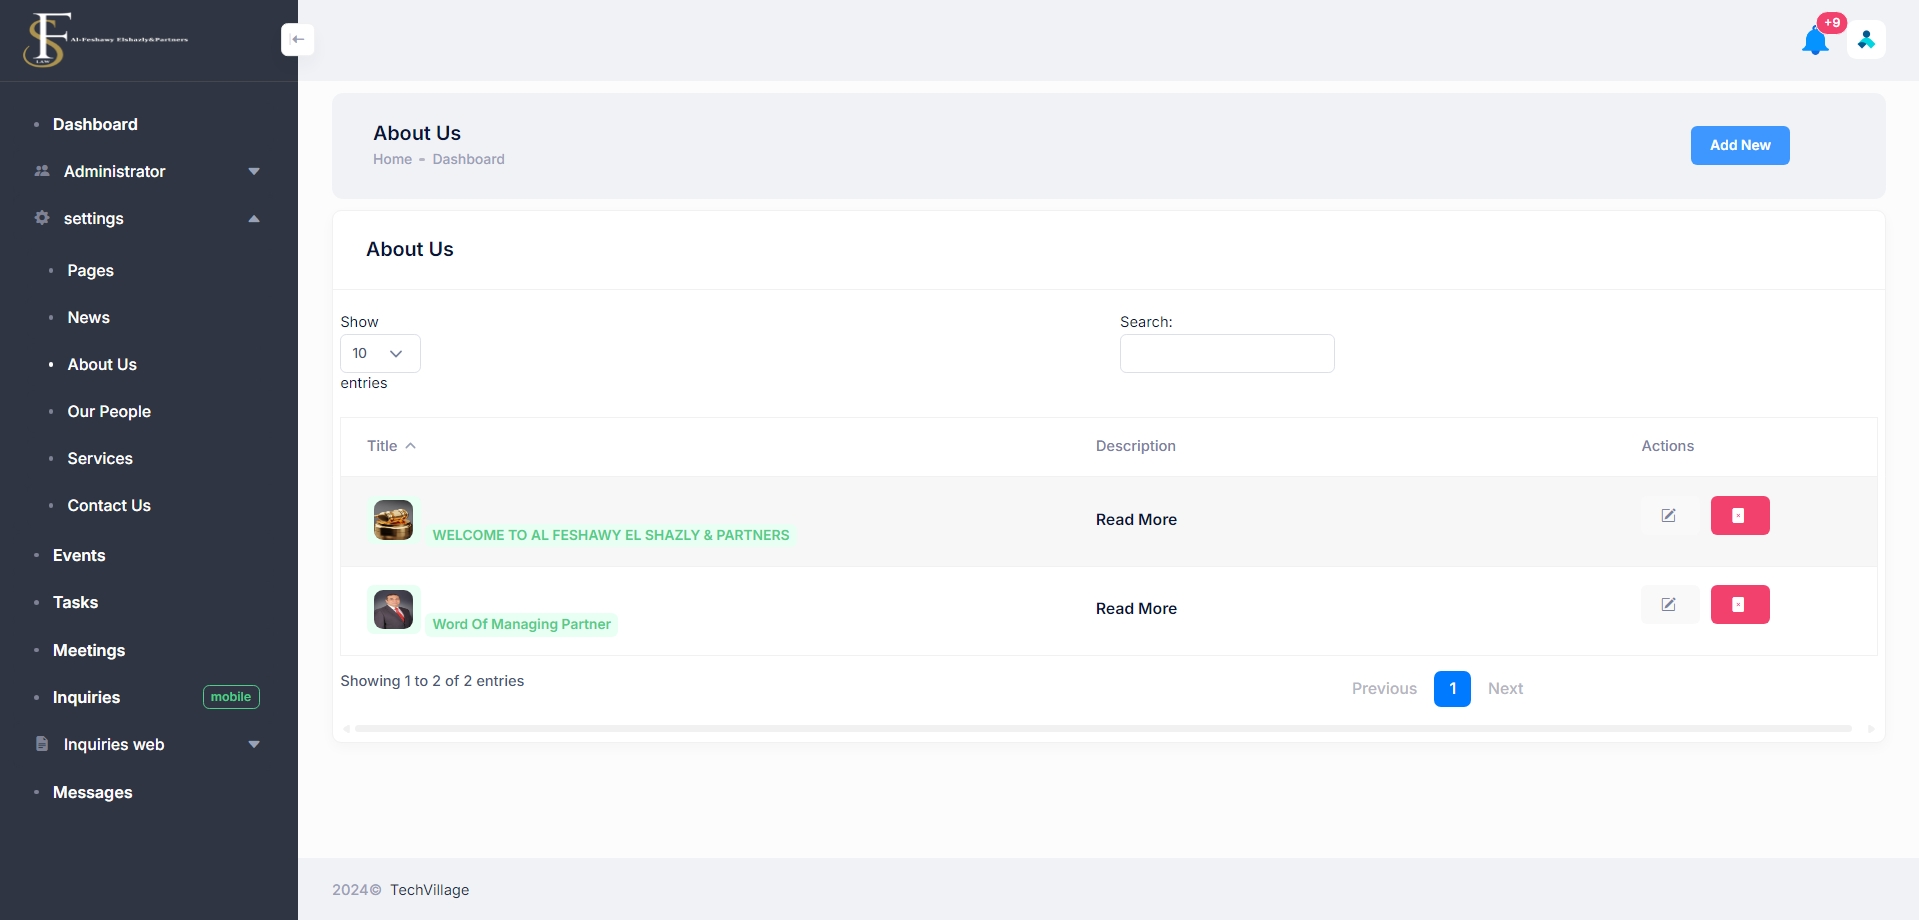 Al-Feshawy Elshazly&Partners
LAW
+9
Dashboard
Administrator
settings
Pages
News
About Us
Our People
Services
Contact Us
Events
Tasks
Meetings
Inquiries mobile
Inquiries web
Messages
About Us
Home - Dashboard
Add New
About Us
Show
10
entries
Search:
Title Description Actions
WELCOME TO AL FESHAWY EL SHAZLY & PARTNERS Read More
Word Of Managing Partner Read More
Showing 1 to 2 of 2 entries
Previous 1 Next
2024© TechVillage